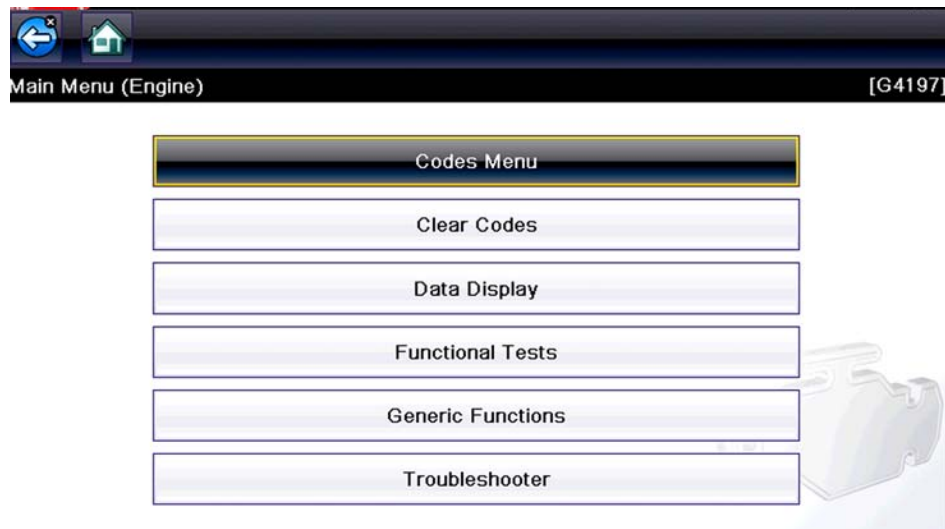 Main Menu (Engine) [G4197]
Codes Menu
Clear Codes
Data Display
Functional Tests
Generic Functions
Troubleshooter